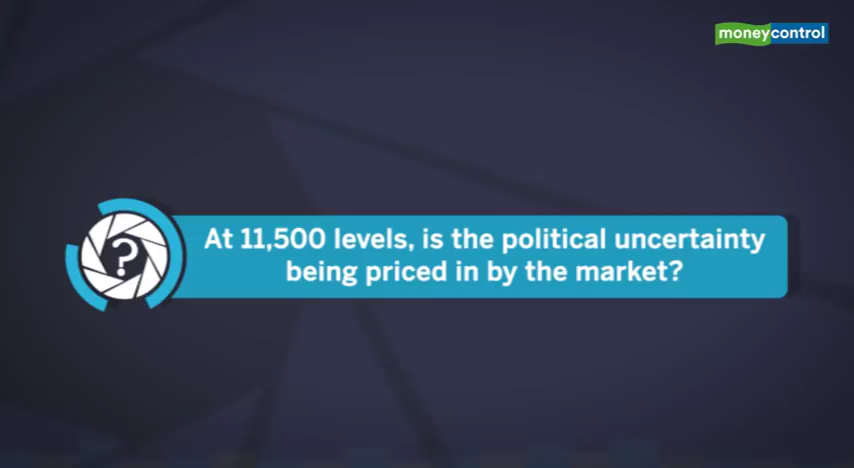 moneycontrol
?
At 11,500 levels, is the political uncertainty
being priced in by the market?